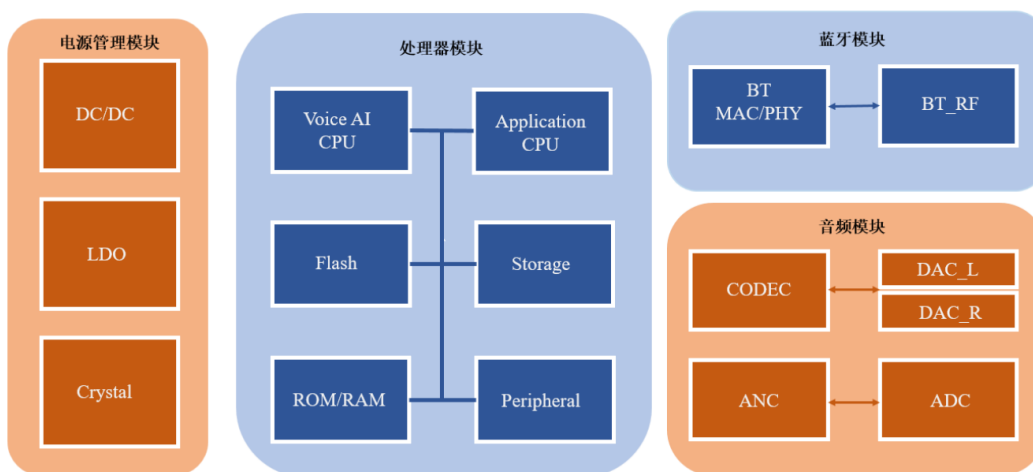 电源管理模块
DC/DC
LDO
Crystal
处理器模块
Voice AI
CPU
Application
CPU
Flash
Storage
ROM/RAM
Peripheral
蓝牙模块
BT
MAC/PHY
BT_RF
音频模块
CODEC
DAC_L
DAC_R
ANC
ADC